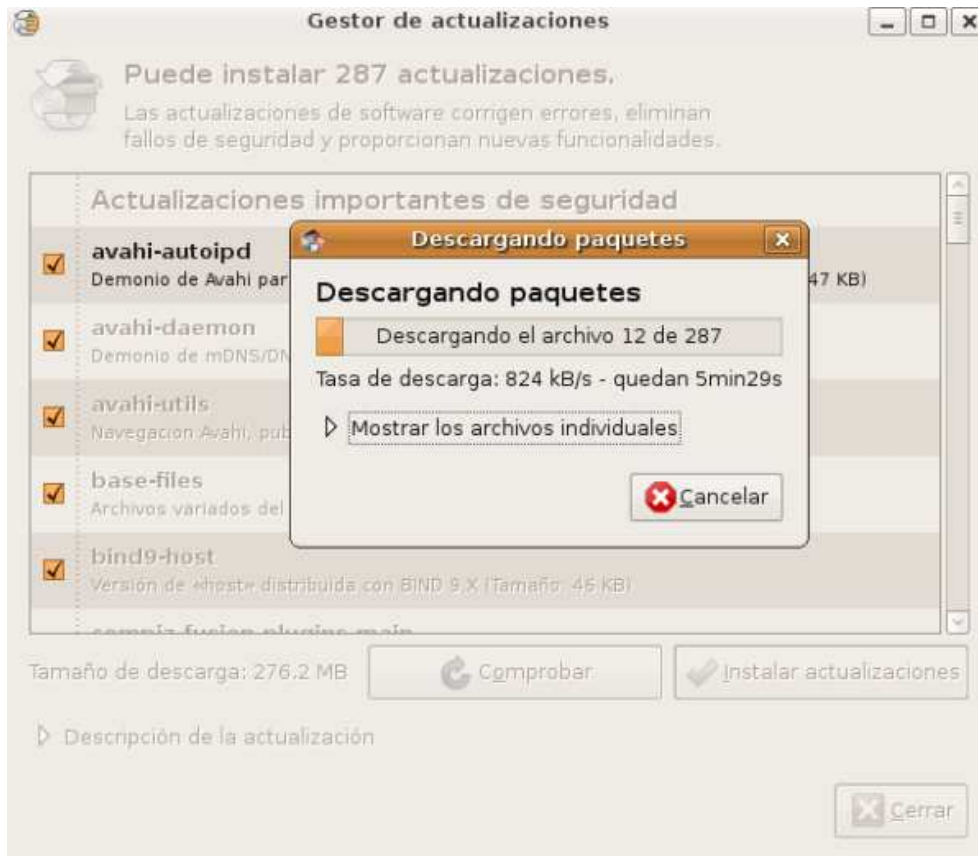 Gestor de actualizaciones
Puede instalar 287 actualizaciones.
Las actualizaciones de software corrigen errores, eliminan
fallos de seguridad y proporcionan nuevas funcionalidades.
Actualizaciones importantes de seguridad
avahi-autoipd
Demonio de Avahi par
47 KB)
avahi-daemon
Demonio de mDNS/DN
avahi-utils
Navegacion Avahi, pub
base-files
Archivos variados del
bind9-host
Versión de «host» distribuida con BIND 9.X (Tamaño: 46 KB)
compiz-fusion-plugins-main
Descargando paquetes
Descargando paquetes
Descargando el archivo 12 de 287
Tasa de descarga: 824 kB/s - quedan 5min29s
Mostrar los archivos individuales
Cancelar
Tamaño de descarga: 276.2 MB
Comprobar
Instalar actualizaciones
Descripción de la actualización
Cerrar